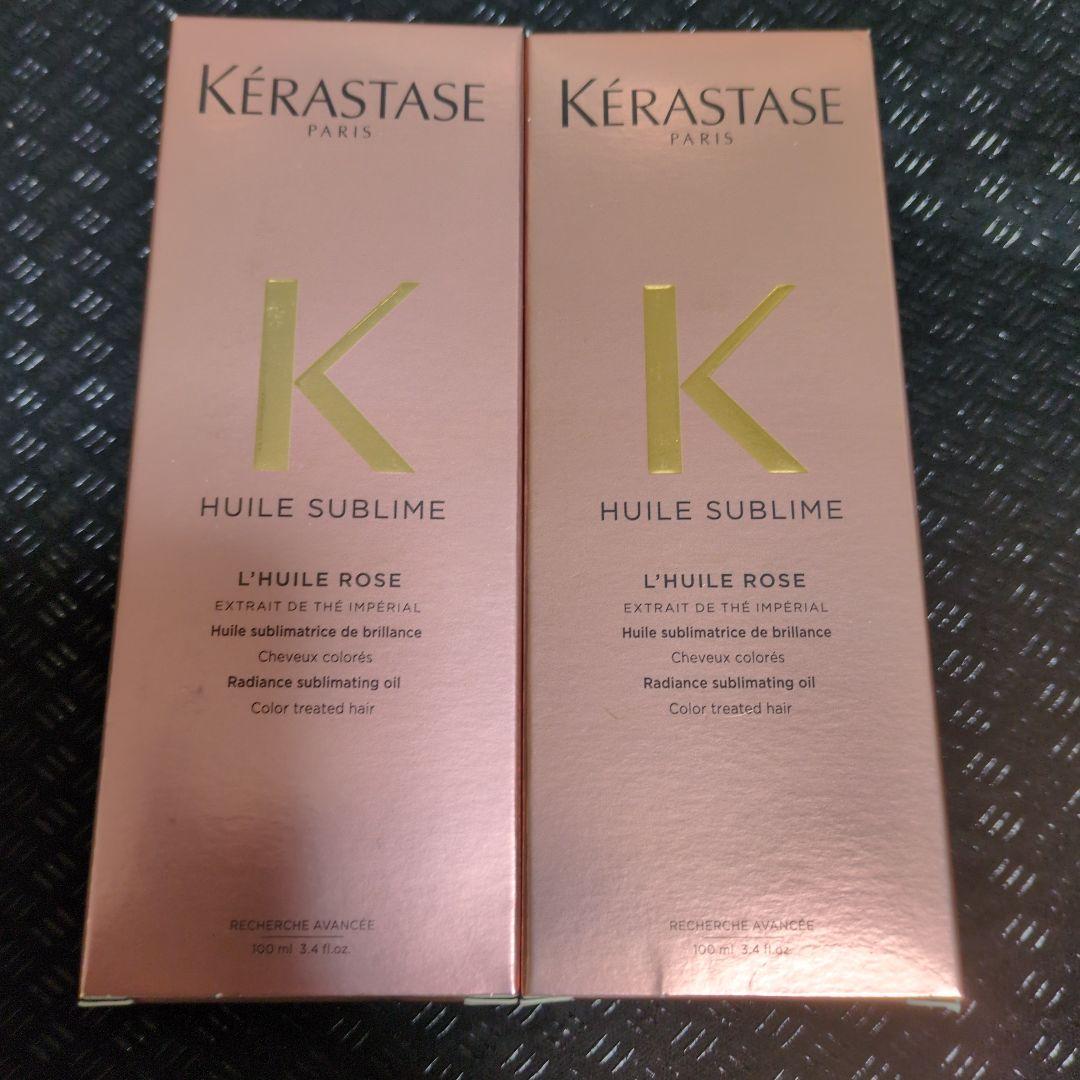 KÉRASTASE
PARIS
K
HUILE SUBLIME
L'HUILE ROSE
EXTRAIT DE THÉ IMPÉRIAL
Huile sublimatrice de brillance
Cheveux colorés
Radiance sublimating oil
Color treated hair
RECHERCHE AVANCÉE
100 ml 3.4 fl.oz.
KÉRASTASE
PARIS
K
HUILE SUBLIME
L'HUILE ROSE
EXTRAIT DE THÉ IMPÉRIAL
Huile sublimatrice de brillance
Cheveux colorés
Radiance sublimating oil
Color treated hair
RECHERCHE AVANCÉE
100 ml 3.4 fl.oz.